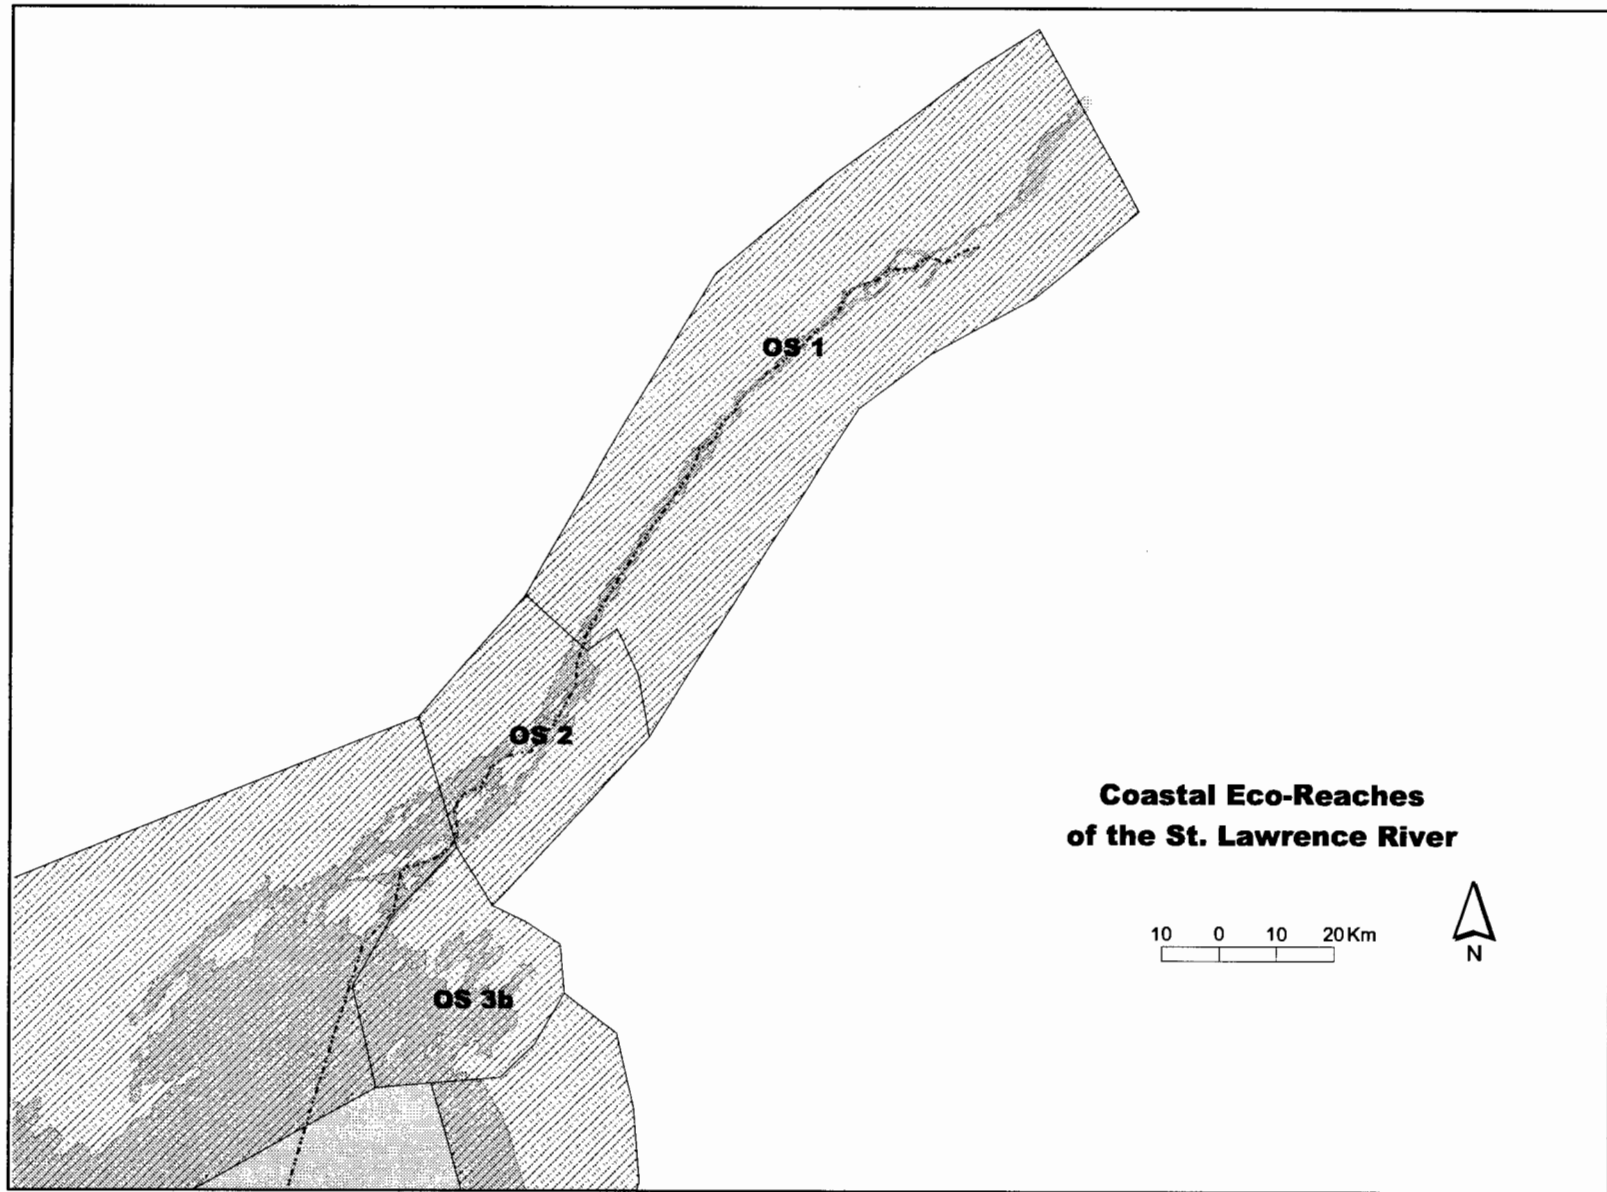 OS 1
OS 2
Coastal Eco-Reaches
of the St. Lawrence River
10 0 10 20 Km
N
OS 3b